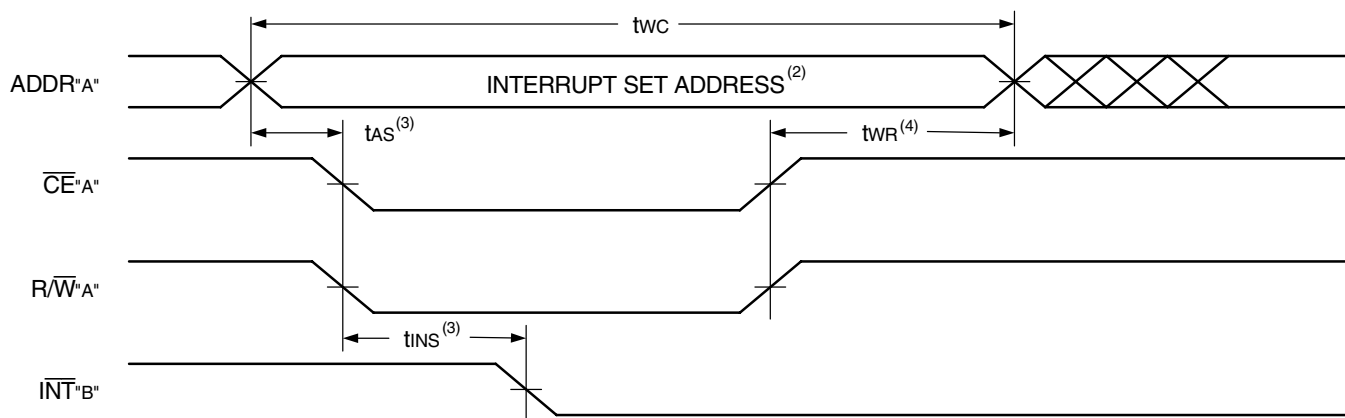 tWC
ADDR"A"
INTERRUPT SET ADDRESS(2)
tAS(3)
tWR(4)
CE"A"
R/W"A"
tINS(3)
INT"B"